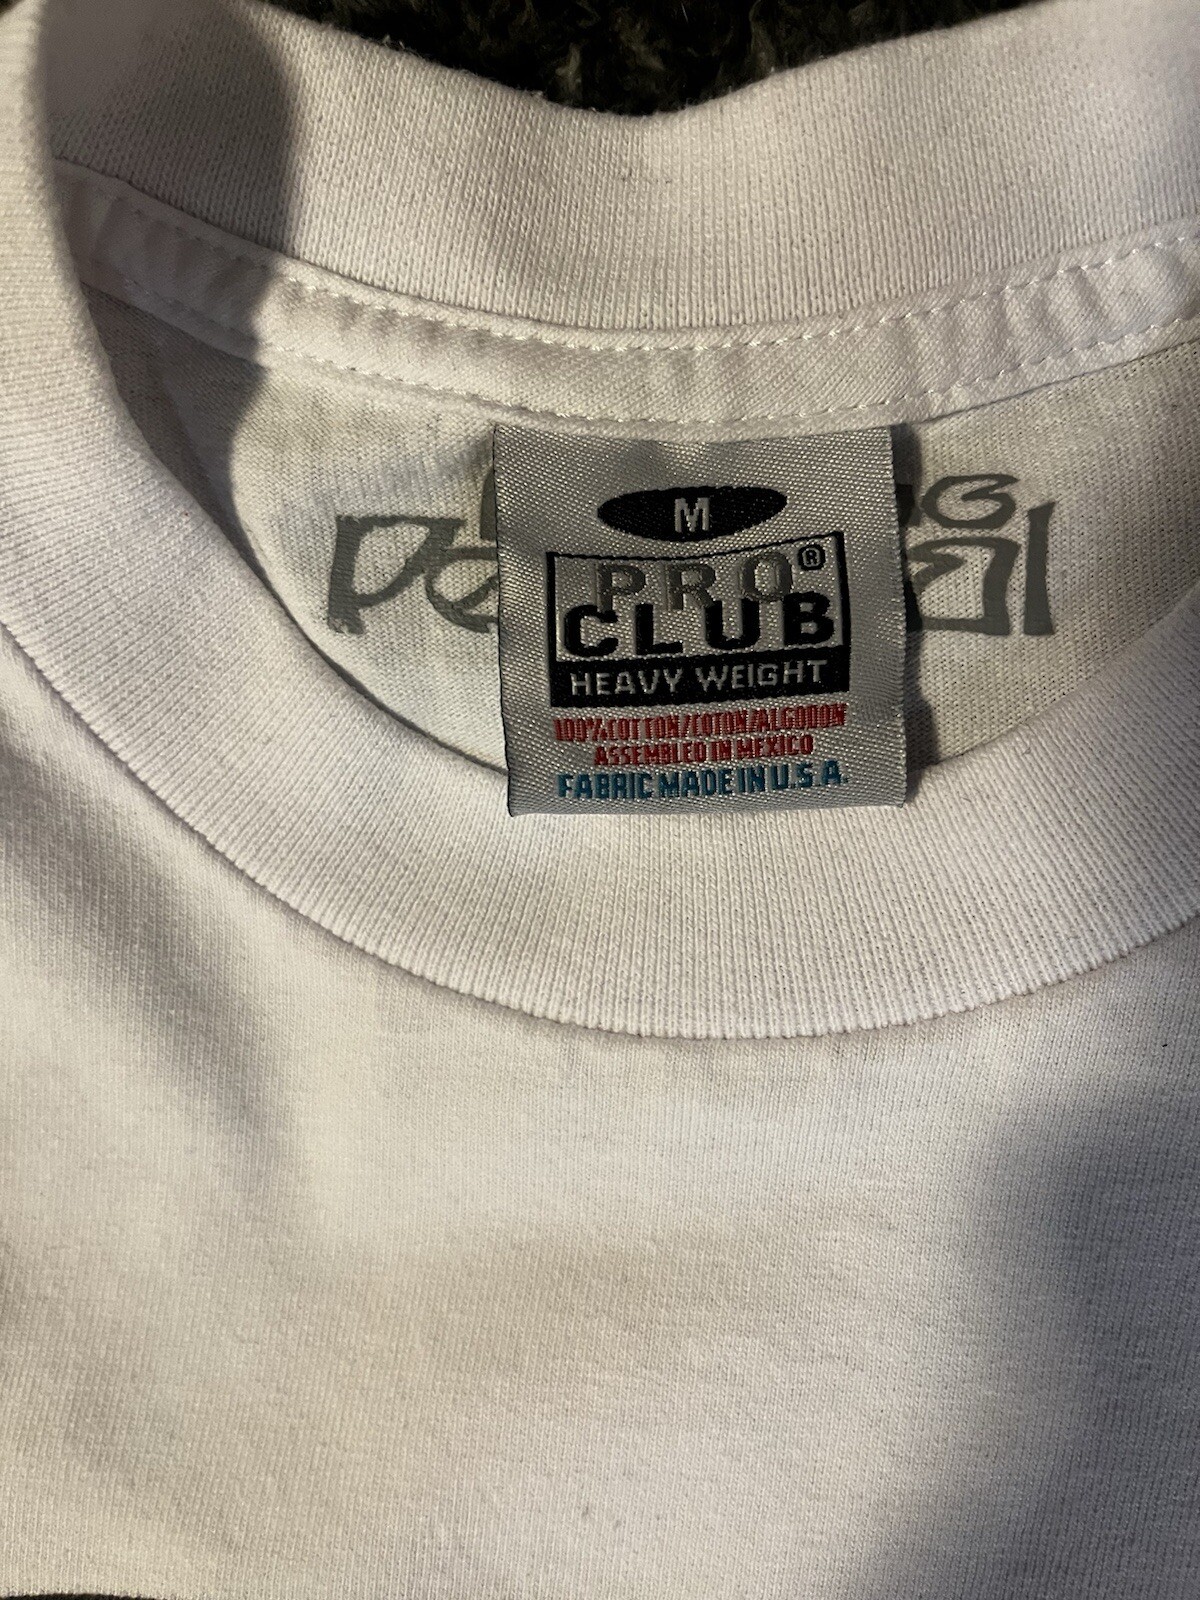 M
PRO®
CLUB
HEAVY WEIGHT
100%COTTON/COTON/ALGODON
ASSEMBLED IN MEXICO
FABRIC MADE IN U.S.A.